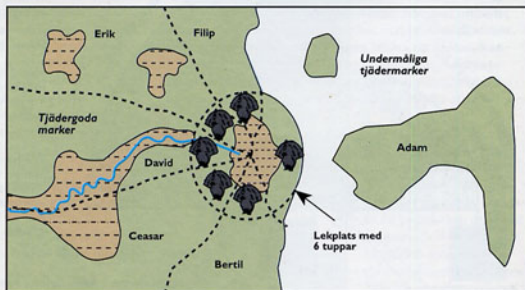 Erik
Filip
Undermåliga
tjädermarker
Tjädergoda
marker
David
Adam
Ceasar
Lekplats med
6 tuppar
Bertil